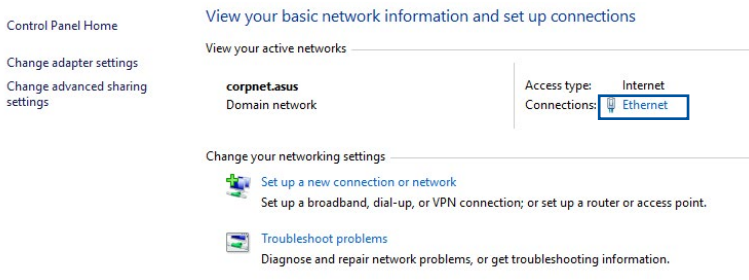 Control Panel Home
Change adapter settings
Change advanced sharing
settings
View your basic network information and set up connections
View your active networks
corpnet.asus
Domain network
Access type: Internet
Connections: Ethernet
Change your networking settings
Set up a new connection or network
Set up a broadband, dial-up, or VPN connection; or set up a router or access point.
Troubleshoot problems
Diagnose and repair network problems, or get troubleshooting information.